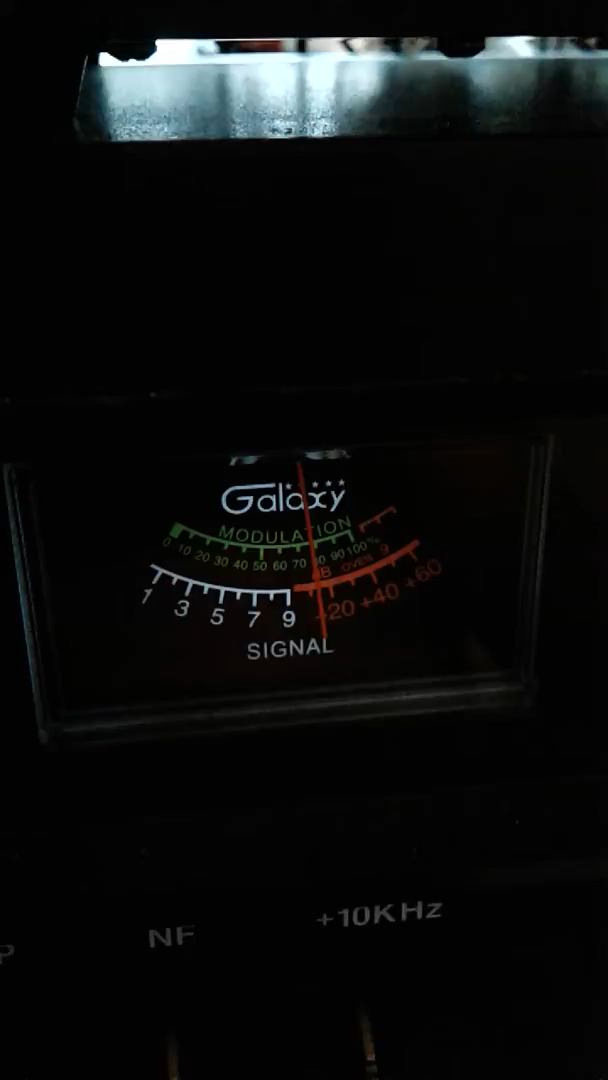 Galaxy
MODULATION
0 10 20 30 40 50 60 70 80 90 100%
DB OVER 9
1 3 5 7 9 +20 +40 +60
SIGNAL
NF +10KHz